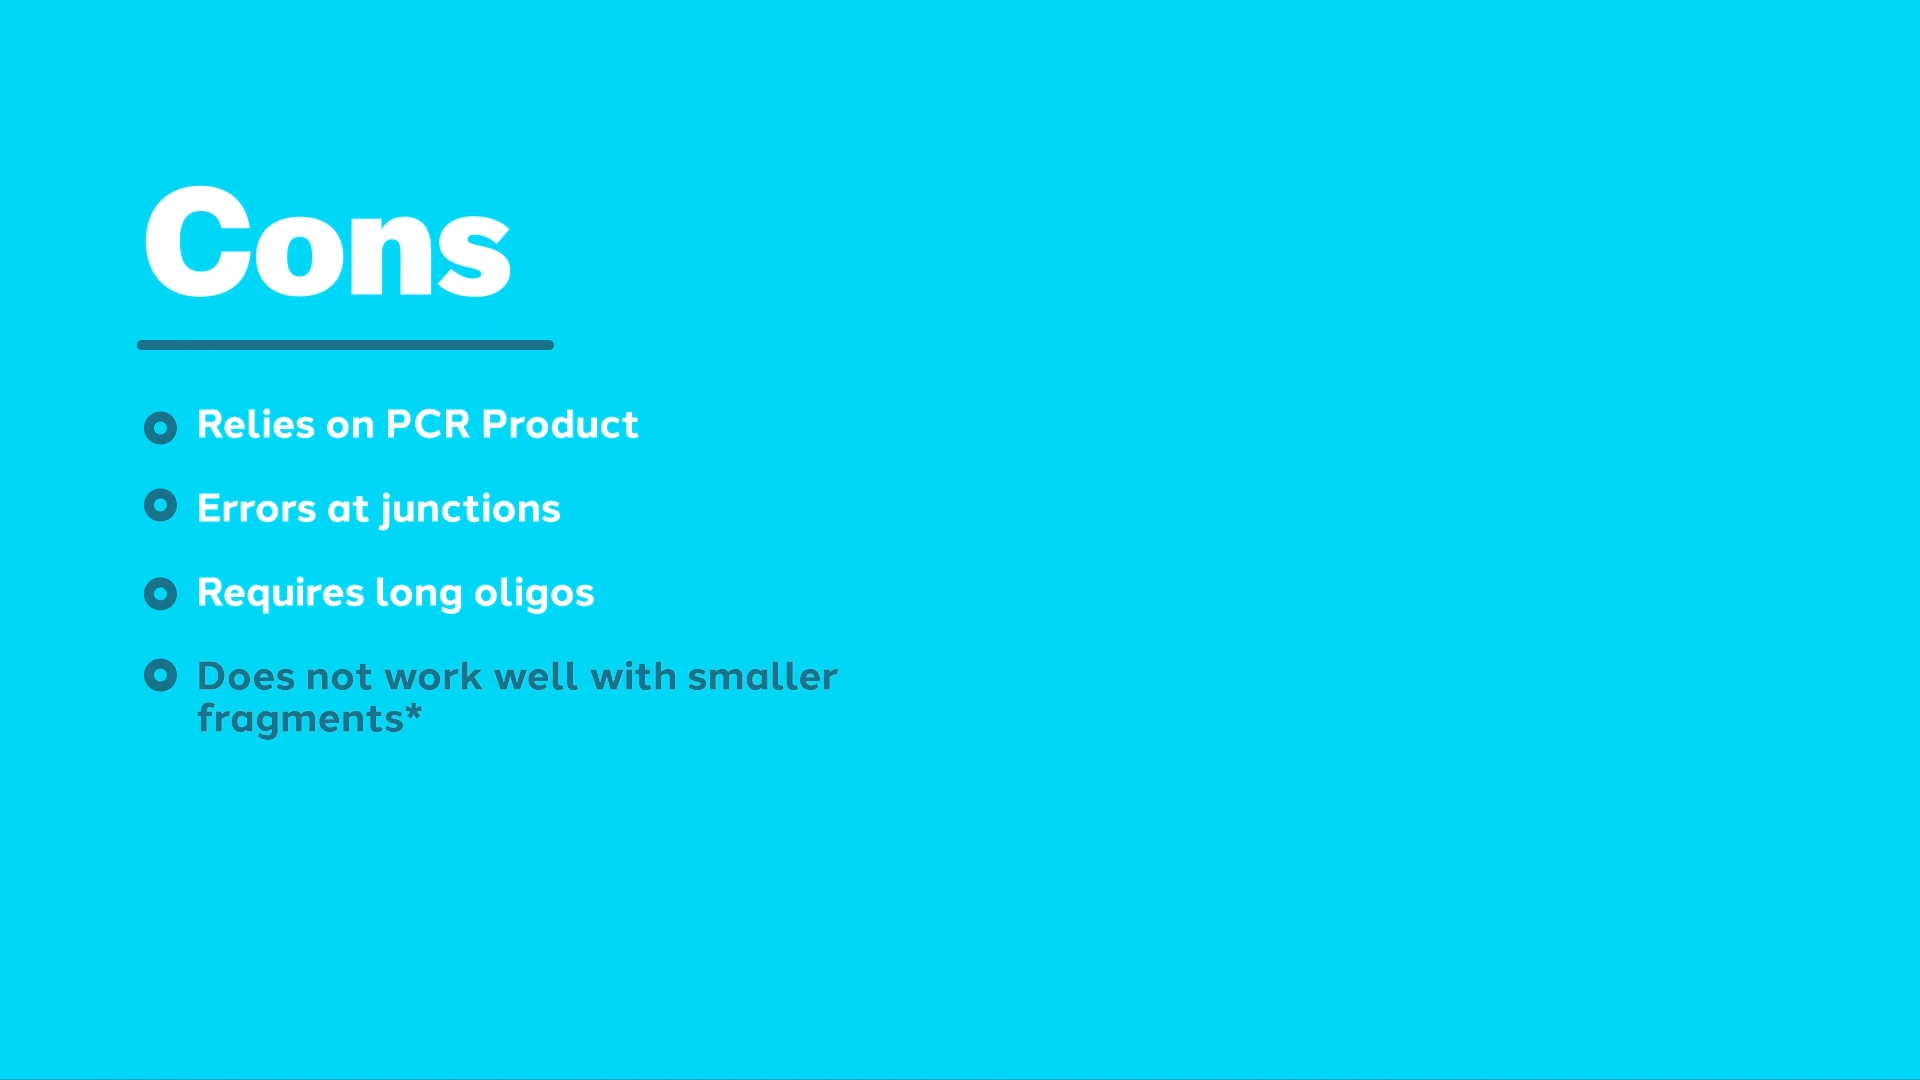 Cons
Relies on PCR Product
Errors at junctions
Requires long oligos
Does not work well with smaller
fragments*